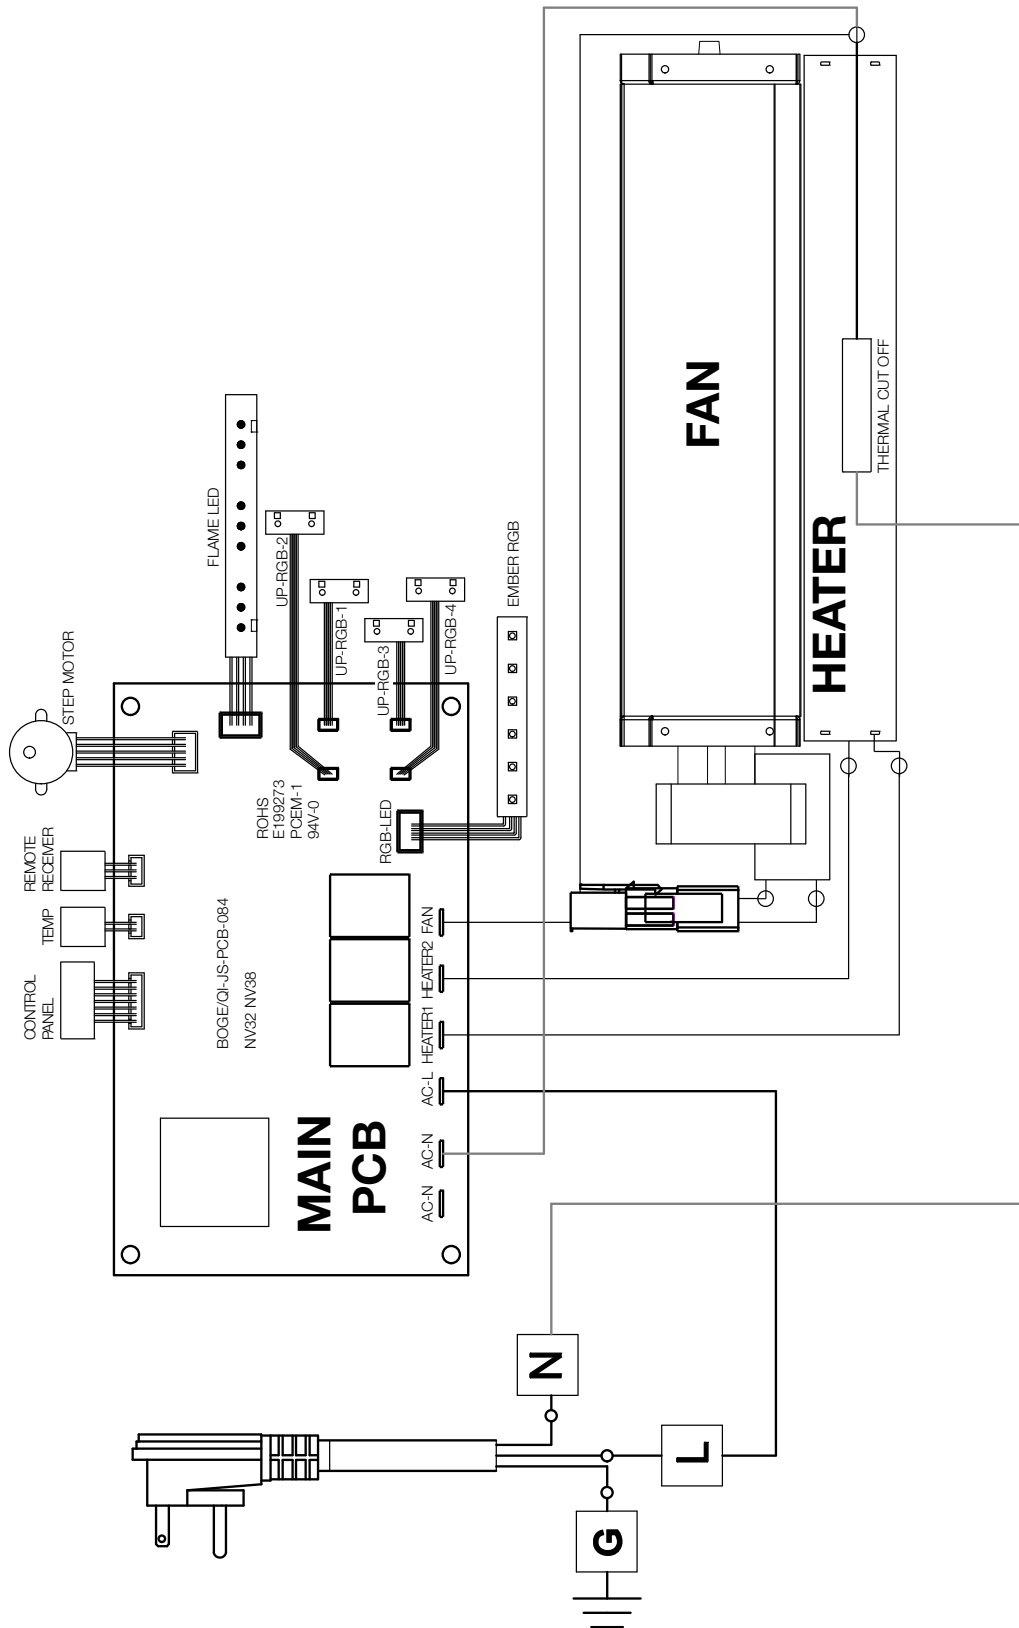 STEP MOTOR
FLAME LED
UP-RGB-2
UP-RGB-1
UP-RGB-3
UP-RGB-4
EMBER RGB
REMOTE
RECEIVER
TEMP
CONTROL
PANEL
ROHS
E199273
PCEM-1
94V-0
RGB-LED
BOGE/QI-JS-PCB-084
NV32 NV38
MAIN
PCB
FAN
HEATER2
HEATER1
AC-L
AC-N
AC-N
FAN
HEATER
THERMAL CUT OFF
N
L
G